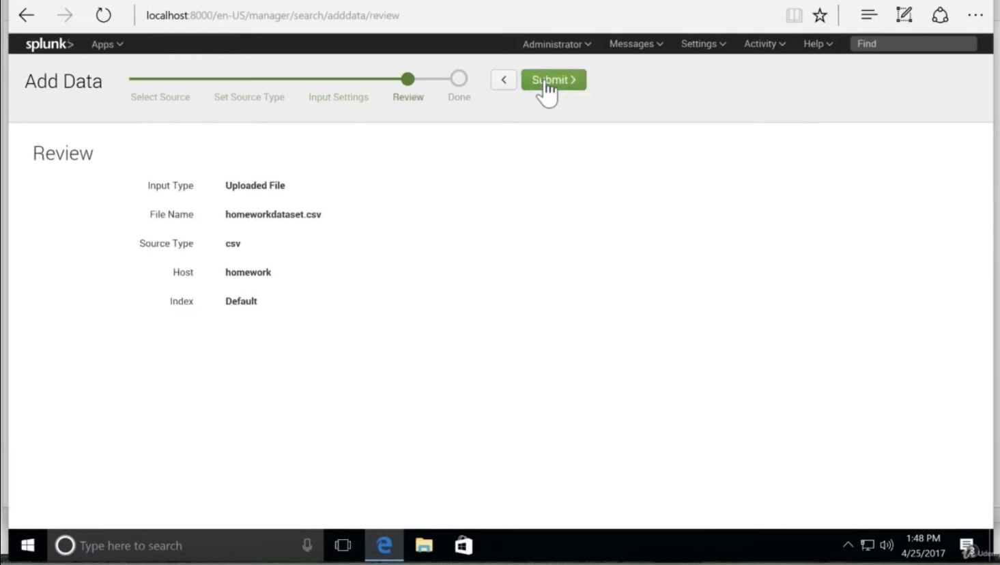 localhost:8000/en-US/manager/search/adddata/review
splunk> Apps Administrator Messages Settings Activity Help Find
Add Data
Submit >
Select Source Set Source Type Input Settings Review Done
Review
Input Type Uploaded File
File Name homeworkdataset.csv
Source Type csv
Host homework
Index Default
Type here to search
1:48 PM
4/25/2017